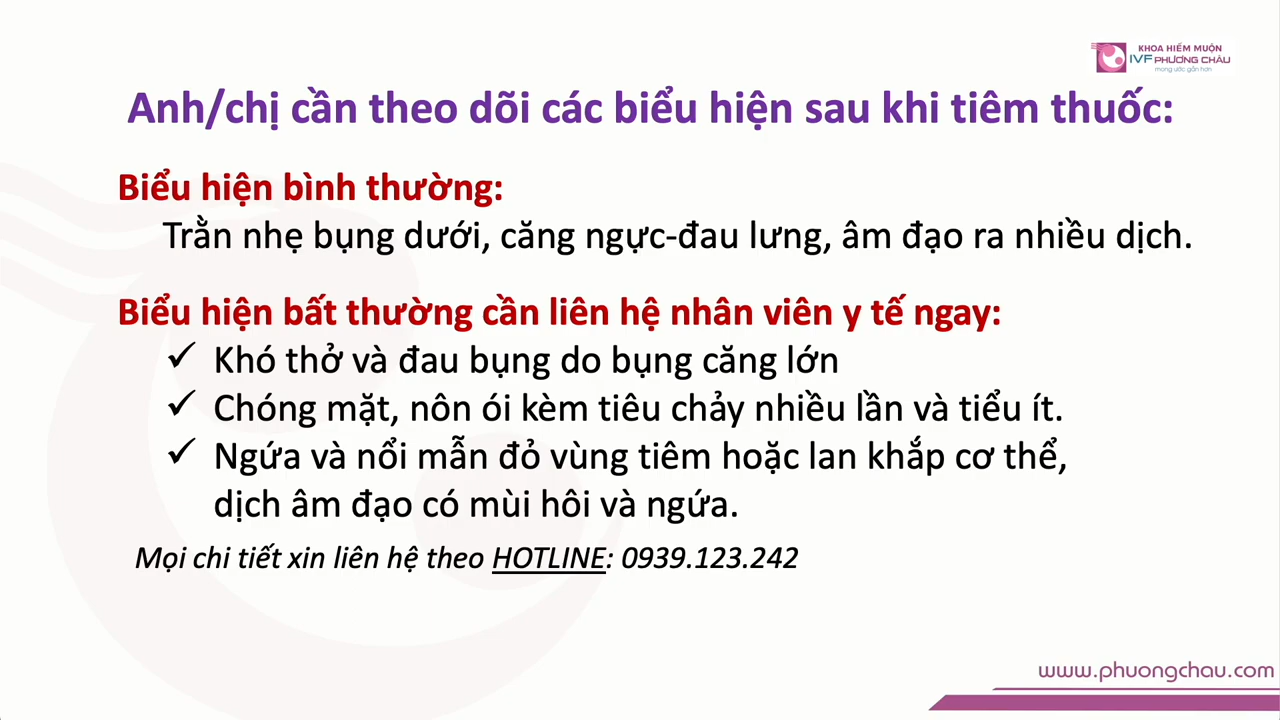 KHOA HIẾM MUỘN
IVF PHƯƠNG CHÂU
mong ước gần hơn
Anh/chị cần theo dõi các biểu hiện sau khi tiêm thuốc:
Biểu hiện bình thường:
Trằn nhẹ bụng dưới, căng ngực-đau lưng, âm đạo ra nhiều dịch.
Biểu hiện bất thường cần liên hệ nhân viên y tế ngay:
✓ Khó thở và đau bụng do bụng căng lớn
✓ Chóng mặt, nôn ói kèm tiêu chảy nhiều lần và tiểu ít.
✓ Ngứa và nổi mẫn đỏ vùng tiêm hoặc lan khắp cơ thể,
dịch âm đạo có mùi hôi và ngứa.
Mọi chi tiết xin liên hệ theo HOTLINE: 0939.123.242
www.phuongchau.com